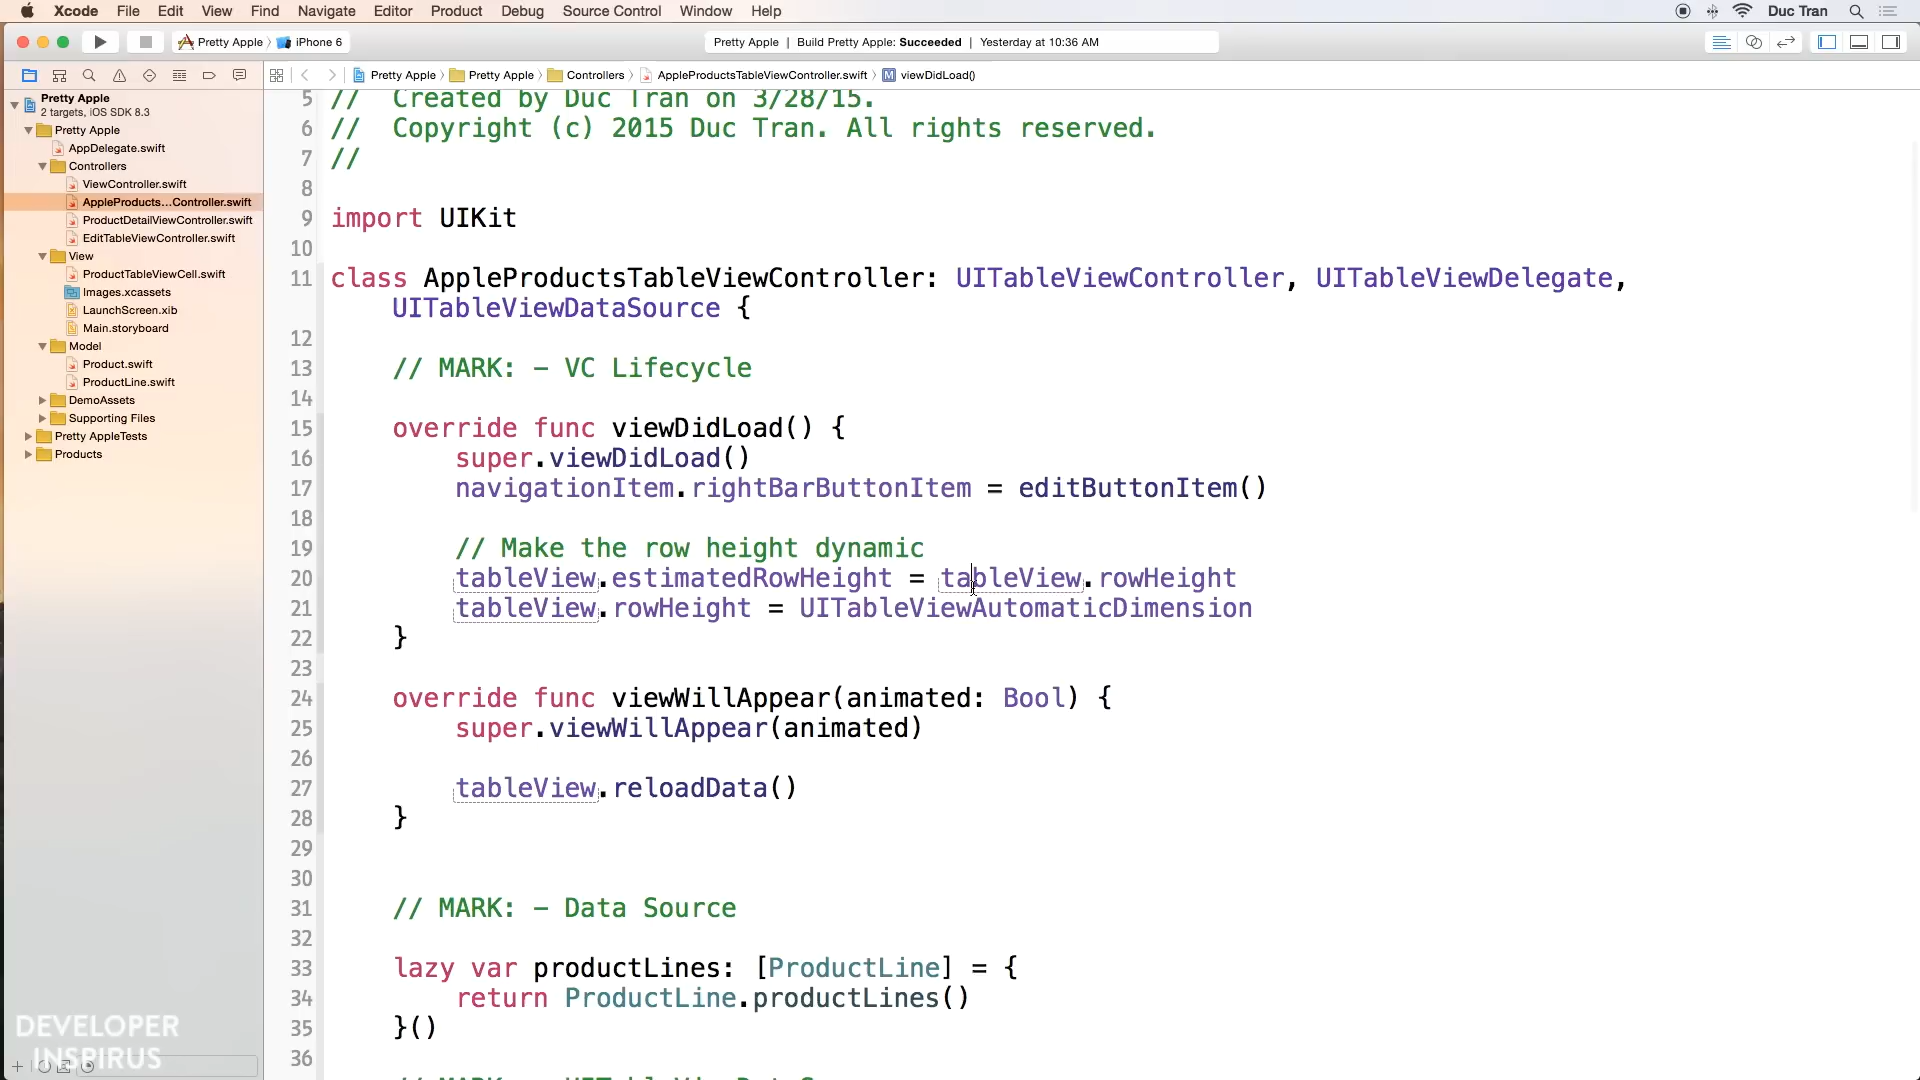 Xcode File Edit View Find Navigate Editor Product Debug Source Control Window Help Duc Tran
Pretty Apple iPhone 6 Pretty Apple | Build Pretty Apple: Succeeded | Yesterday at 10:36 AM
Pretty Apple Pretty Apple Controllers AppleProductsTableViewController.swift M viewDidLoad()
Pretty Apple
2 targets, iOS SDK 8.3
Pretty Apple
AppDelegate.swift
Controllers
ViewController.swift
AppleProducts...Controller.swift
ProductDetailViewController.swift
EditTableViewController.swift
View
ProductTableViewCell.swift
Images.xcassets
LaunchScreen.xib
Main.storyboard
Model
Product.swift
ProductLine.swift
DemoAssets
Supporting Files
Pretty AppleTests
Products
5 // Created by Duc Tran on 3/28/15.
6 // Copyright (c) 2015 Duc Tran. All rights reserved.
7 //
8
9 import UIKit
10
11 class AppleProductsTableViewController: UITableViewController, UITableViewDelegate,
UITableViewDataSource {
12
13 // MARK: - VC Lifecycle
14
15 override func viewDidLoad() {
16 super.viewDidLoad()
17 navigationItem.rightBarButtonItem = editButtonItem()
18
19 // Make the row height dynamic
20 tableView.estimatedRowHeight = tableView.rowHeight
21 tableView.rowHeight = UITableViewAutomaticDimension
22 }
23
24 override func viewWillAppear(animated: Bool) {
25 super.viewWillAppear(animated)
26
27 tableView.reloadData()
28 }
29
30
31 // MARK: - Data Source
32
33 lazy var productLines: [ProductLine] = {
34 return ProductLine.productLines()
35 }()
36
DEVELOPER
INSPIRUS